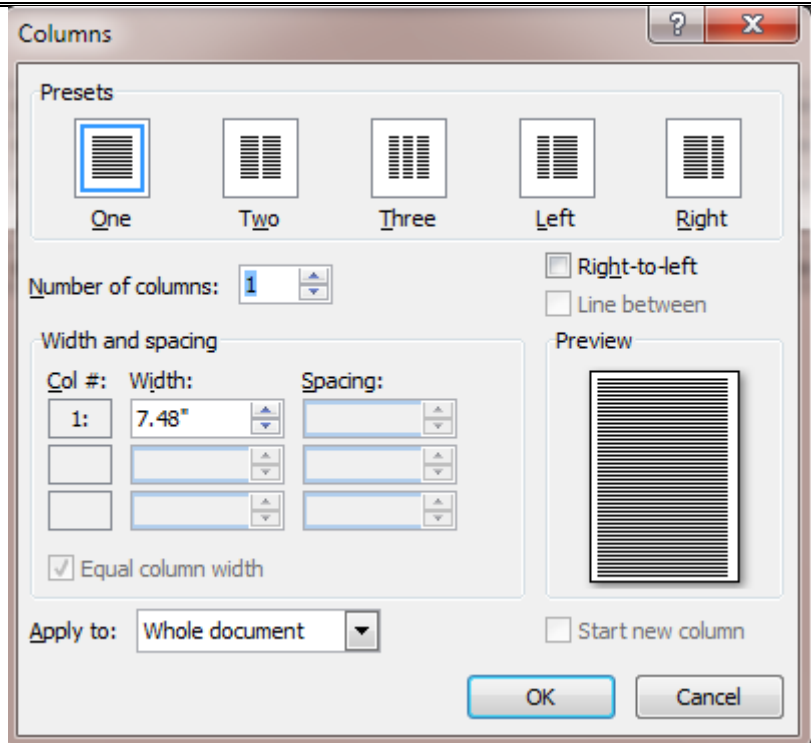 Columns
Presets
One Two Three Left Right
Number of columns: 1
Right-to-left
Line between
Width and spacing
Preview
Col #: Width: Spacing:
1: 7.48"
Equal column width
Apply to: Whole document
Start new column
OK Cancel